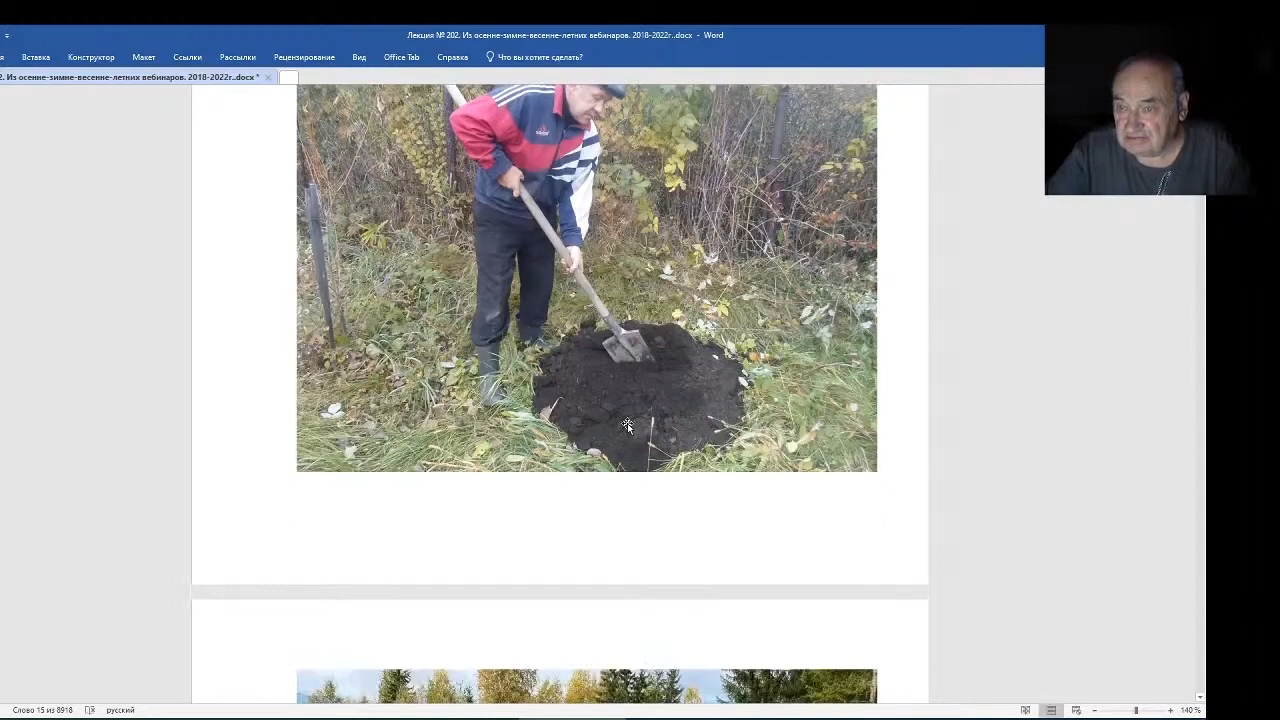 Лекция № 202. Из осенне-зимне-весенне-летних вебинаров. 2018-2022г..docx - Word
Вставка Конструктор Макет Ссылки Рассылки Рецензирование Вид Office Tab Справка Что вы хотите сделать?
2. Из осенне-зимне-весенне-летних вебинаров. 2018-2022г..docx *
Слово 15 из 8918 русский 140 %